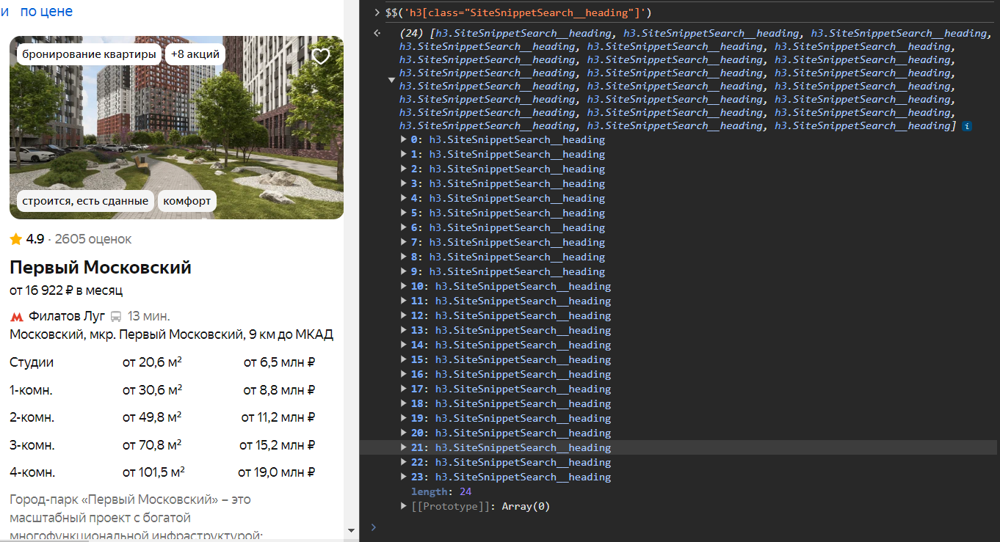 и по цене
бронирование квартиры
+8 акций
строится, есть сданные
комфорт
4.9 · 2605 оценок
Первый Московский
от 16 922 ₽ в месяц
Филатов Луг 13 мин.
Московский, мкр. Первый Московский, 9 км до МКАД
Студии от 20,6 м² от 6,5 млн ₽
1-комн. от 30,6 м² от 8,8 млн ₽
2-комн. от 49,8 м² от 11,2 млн ₽
3-комн. от 70,8 м² от 15,2 млн ₽
4-комн. от 101,5 м² от 19,0 млн ₽
Город-парк «Первый Московский» – это
масштабный проект с богатой
многофункциональной инфраструктурой:
$$('h3[class="SiteSnippetSearch__heading"]')
(24) [h3.SiteSnippetSearch__heading, h3.SiteSnippetSearch__heading, h3.SiteSnippetSearch__heading,
h3.SiteSnippetSearch__heading, h3.SiteSnippetSearch__heading, h3.SiteSnippetSearch__heading,
h3.SiteSnippetSearch__heading, h3.SiteSnippetSearch__heading, h3.SiteSnippetSearch__heading,
h3.SiteSnippetSearch__heading, h3.SiteSnippetSearch__heading, h3.SiteSnippetSearch__heading,
h3.SiteSnippetSearch__heading, h3.SiteSnippetSearch__heading, h3.SiteSnippetSearch__heading,
h3.SiteSnippetSearch__heading, h3.SiteSnippetSearch__heading, h3.SiteSnippetSearch__heading,
h3.SiteSnippetSearch__heading, h3.SiteSnippetSearch__heading, h3.SiteSnippetSearch__heading,
h3.SiteSnippetSearch__heading, h3.SiteSnippetSearch__heading, h3.SiteSnippetSearch__heading] i
0: h3.SiteSnippetSearch__heading
1: h3.SiteSnippetSearch__heading
2: h3.SiteSnippetSearch__heading
3: h3.SiteSnippetSearch__heading
4: h3.SiteSnippetSearch__heading
5: h3.SiteSnippetSearch__heading
6: h3.SiteSnippetSearch__heading
7: h3.SiteSnippetSearch__heading
8: h3.SiteSnippetSearch__heading
9: h3.SiteSnippetSearch__heading
10: h3.SiteSnippetSearch__heading
11: h3.SiteSnippetSearch__heading
12: h3.SiteSnippetSearch__heading
13: h3.SiteSnippetSearch__heading
14: h3.SiteSnippetSearch__heading
15: h3.SiteSnippetSearch__heading
16: h3.SiteSnippetSearch__heading
17: h3.SiteSnippetSearch__heading
18: h3.SiteSnippetSearch__heading
19: h3.SiteSnippetSearch__heading
20: h3.SiteSnippetSearch__heading
21: h3.SiteSnippetSearch__heading
22: h3.SiteSnippetSearch__heading
23: h3.SiteSnippetSearch__heading
length: 24
[[Prototype]]: Array(0)